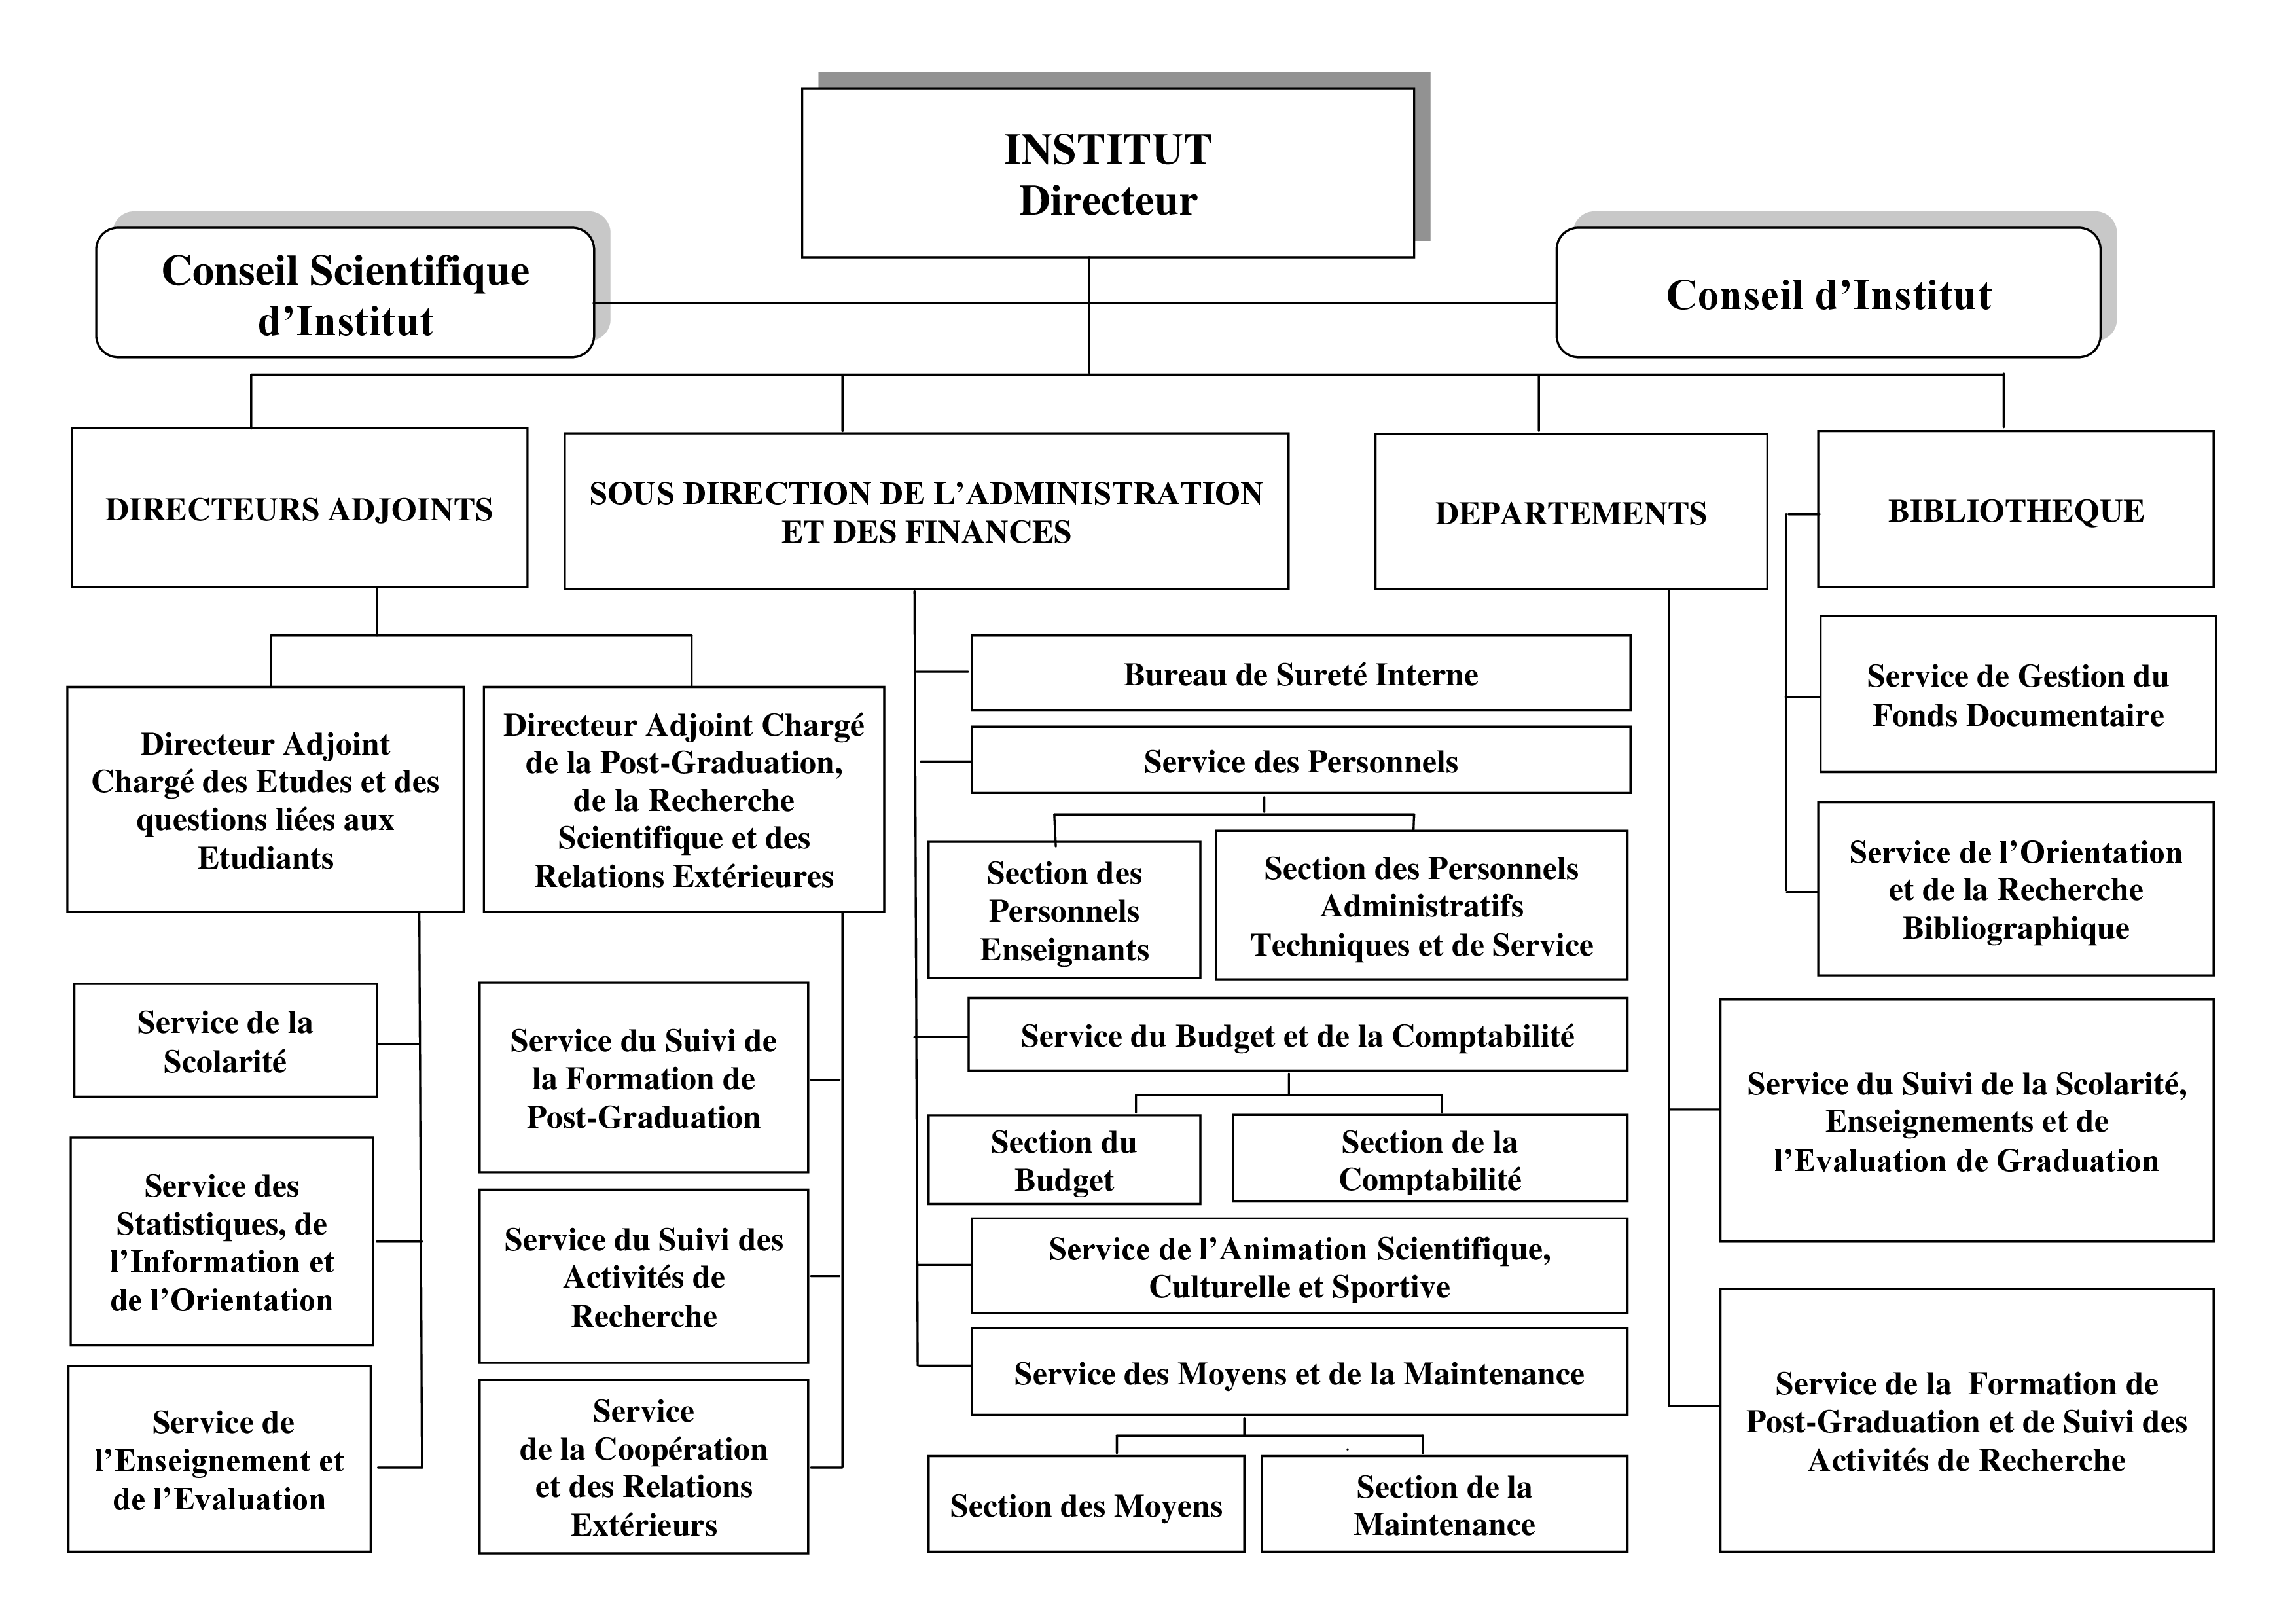 INSTITUT
Directeur
Conseil Scientifique
d’Institut
Conseil d’Institut
DIRECTEURS ADJOINTS
SOUS DIRECTION DE L’ADMINISTRATION
ET DES FINANCES
DEPARTEMENTS
BIBLIOTHEQUE
Directeur Adjoint
Chargé des Etudes et des
questions liées aux
Etudiants
Directeur Adjoint Chargé
de la Post-Graduation,
de la Recherche
Scientifique et des
Relations Extérieures
Service de la
Scolarité
Service des
Statistiques, de
l’Information et
de l’Orientation
Service de
l’Enseignement et
de l’Evaluation
Service du Suivi de
la Formation de
Post-Graduation
Service du Suivi des
Activités de
Recherche
Service
de la Coopération
et des Relations
Extérieurs
Bureau de Sureté Interne
Service des Personnels
Section des
Personnels
Enseignants
Section des Personnels
Administratifs
Techniques et de Service
Service du Budget et de la Comptabilité
Section du
Budget
Section de la
Comptabilité
Service de l’Animation Scientifique,
Culturelle et Sportive
Service des Moyens et de la Maintenance
Section des Moyens
Section de la
Maintenance
Service de Gestion du
Fonds Documentaire
Service de l’Orientation
et de la Recherche
Bibliographique
Service du Suivi de la Scolarité,
Enseignements et de
l’Evaluation de Graduation
Service de la  Formation de
Post-Graduation et de Suivi des
Activités de Recherche